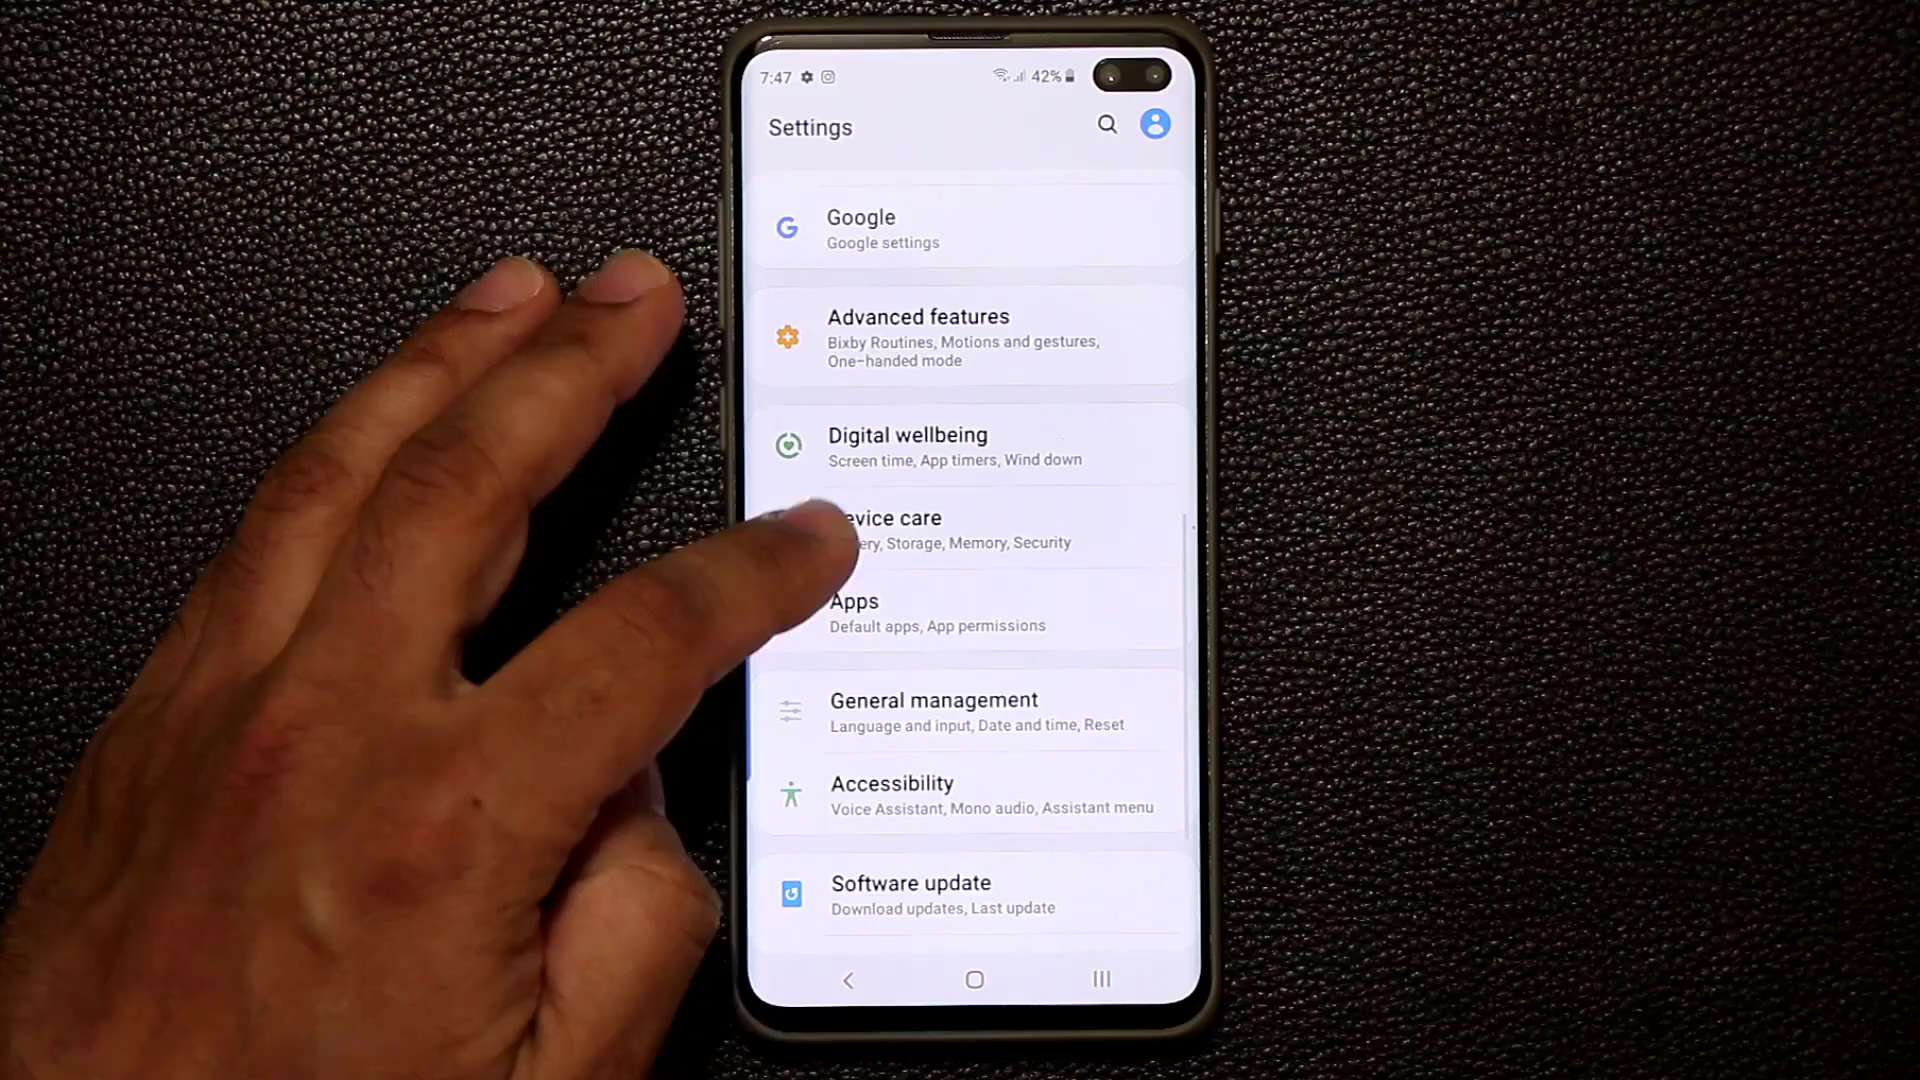 7:47 42%
Settings
Google
Google settings
Advanced features
Bixby Routines, Motions and gestures,
One-handed mode
Digital wellbeing
Screen time, App timers, Wind down
evice care
ery, Storage, Memory, Security
Apps
Default apps, App permissions
General management
Language and input, Date and time, Reset
Accessibility
Voice Assistant, Mono audio, Assistant menu
Software update
Download updates, Last update